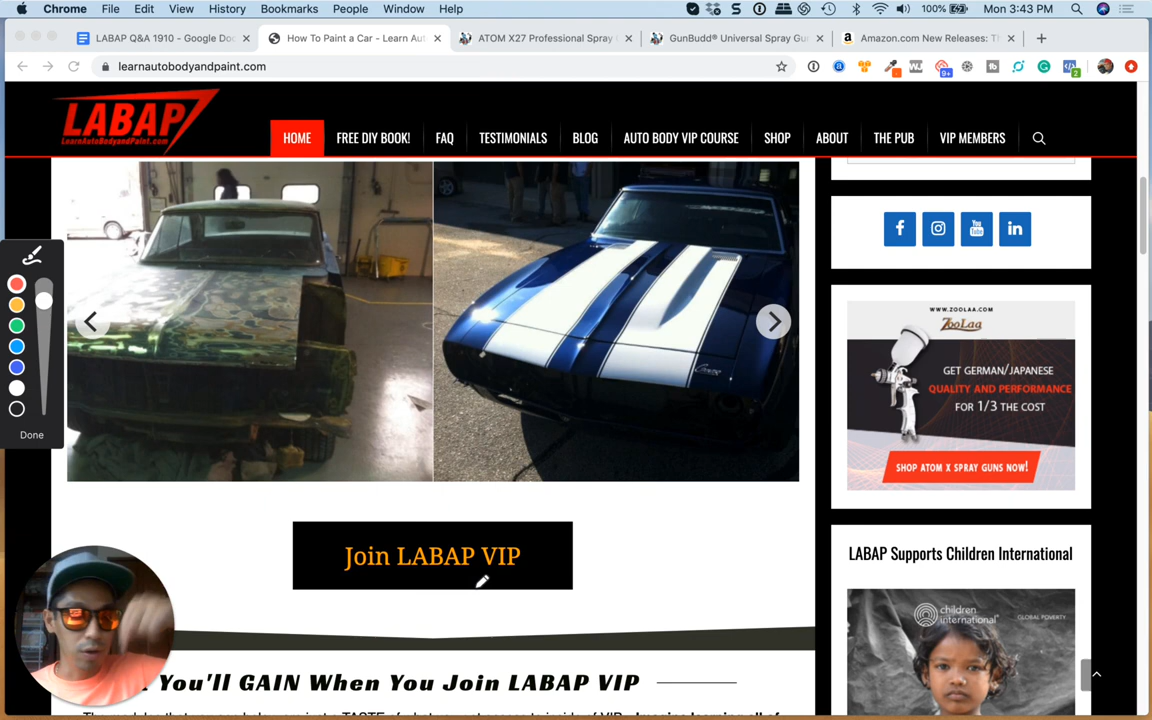 Chrome File Edit View History Bookmarks People Window Help 100% Mon 3:43 PM
LABAP Q&A 1910 - Google Doc How To Paint a Car - Learn Aut ATOM X27 Professional Spray GunBudd® Universal Spray Gu Amazon.com New Releases: Th
learnautobodyandpaint.com
9+ 2
LABAP
LearnAutoBodyandPaint.com
HOME FREE DIY BOOK! FAQ TESTIMONIALS BLOG AUTO BODY VIP COURSE SHOP ABOUT THE PUB VIP MEMBERS
You Tube
WWW.ZOOLAA.COM
ZooLaa
GET GERMAN/JAPANESE
QUALITY AND PERFORMANCE
FOR 1/3 THE COST
SHOP ATOM X SPRAY GUNS NOW!
Done
Join LABAP VIP
LABAP Supports Children International
children international® GLOBAL POVERTY
You'll GAIN When You Join LABAP VIP